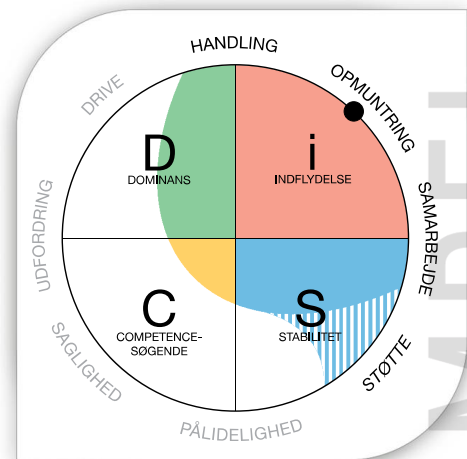 HANDLING
DRIVE
OPMUNTRING
D
DOMINANS
i
INDFLYDELSE
UDFORDRING
SAMARBEJDE
C
COMPETENCE-
SØGENDE
S
STABILITET
SAGLIGHED
STØTTE
PÅLIDELIGHED